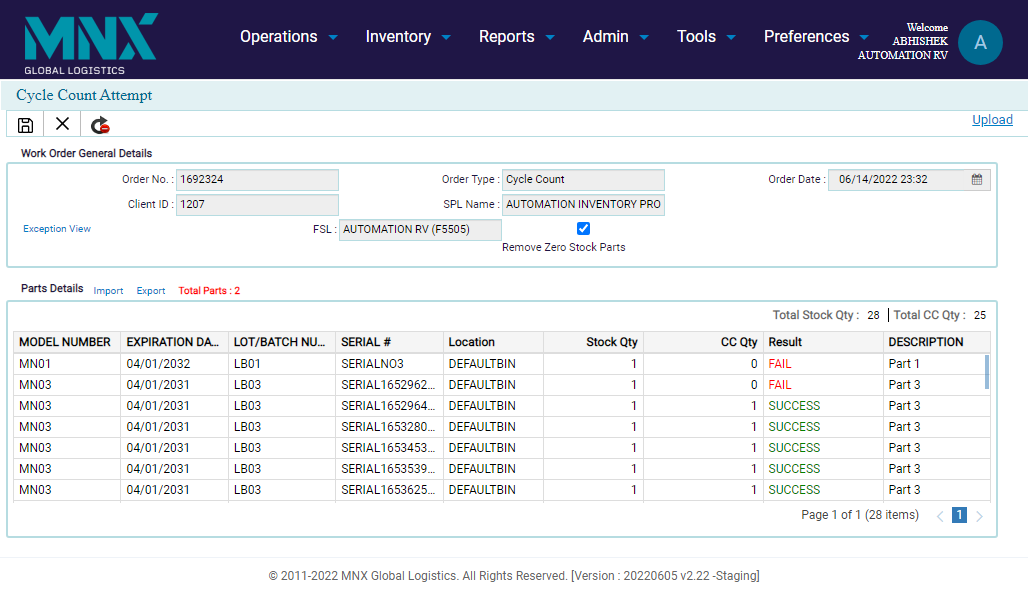 MNX
GLOBAL LOGISTICS
Operations Inventory Reports Admin Tools Preferences
Welcome
ABHISHEK
AUTOMATION RV
A
Cycle Count Attempt
Upload
Work Order General Details
Order No. : 1692324 Order Type : Cycle Count Order Date : 06/14/2022 23:32
Client ID : 1207 SPL Name : AUTOMATION INVENTORY PRO
Exception View FSL : AUTOMATION RV (F5505)
Remove Zero Stock Parts
Parts Details Import Export Total Parts : 2
Total Stock Qty : 28 Total CC Qty : 25
MODEL NUMBER EXPIRATION DA... LOT/BATCH NU... SERIAL # Location Stock Qty CC Qty Result DESCRIPTION
MN01 04/01/2032 LB01 SERIALNO3 DEFAULTBIN 1 0 FAIL Part 1
MN03 04/01/2031 LB03 SERIAL1652962... DEFAULTBIN 1 0 FAIL Part 3
MN03 04/01/2031 LB03 SERIAL1652964... DEFAULTBIN 1 1 SUCCESS Part 3
MN03 04/01/2031 LB03 SERIAL1653280... DEFAULTBIN 1 1 SUCCESS Part 3
MN03 04/01/2031 LB03 SERIAL1653453... DEFAULTBIN 1 1 SUCCESS Part 3
MN03 04/01/2031 LB03 SERIAL1653539... DEFAULTBIN 1 1 SUCCESS Part 3
MN03 04/01/2031 LB03 SERIAL1653625... DEFAULTBIN 1 1 SUCCESS Part 3
Page 1 of 1 (28 items) 1
© 2011-2022 MNX Global Logistics. All Rights Reserved. [Version : 20220605 v2.22 -Staging]